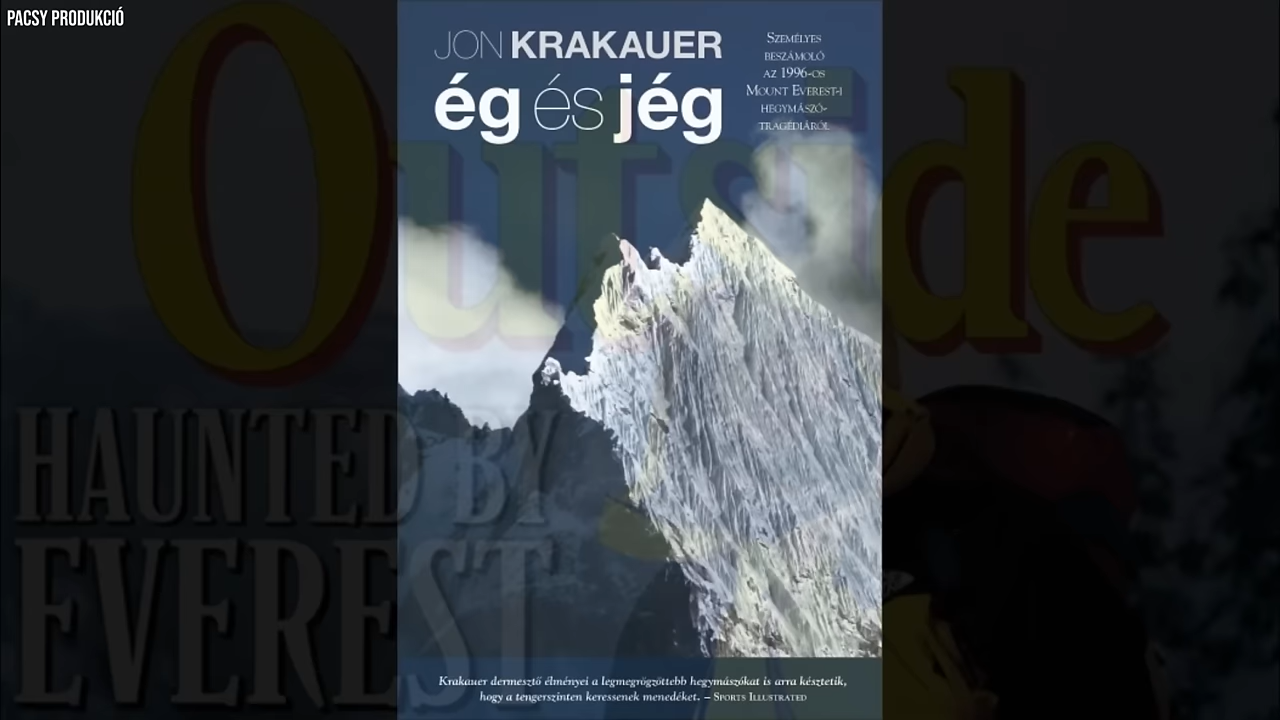 PACSY PRODUKCIÓ
JON KRAKAUER
ég és jég
Személyes
beszámoló
az 1996-os
Mount Everest-i
hegymászó-
tragédiáról
Outside
HAUNTED BY
EVEREST
Krakauer dermesztő élményei a legmegrögzöttebb hegymászókat is arra késztetik,
hogy a tengerszinten keressenek menedéket. – Sports Illustrated